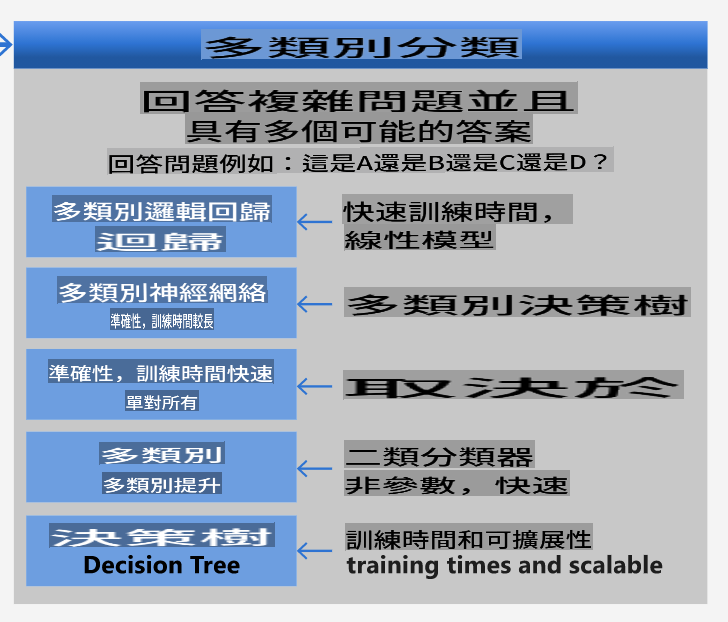 多類別分類
回答複雜問題並且
具有多個可能的答案
回答問題例如：這是A還是B還是C還是D？
多類別邏輯回歸
迴歸
快速訓練時間，
線性模型
多類別神經網絡
準確性，訓練時間較長
多類別決策樹
準確性，訓練時間快速
單對所有
取決於
多類別
多類別提升
二類分類器
非參數，快速
決策樹
Decision Tree
訓練時間和可擴展性
training times and scalable